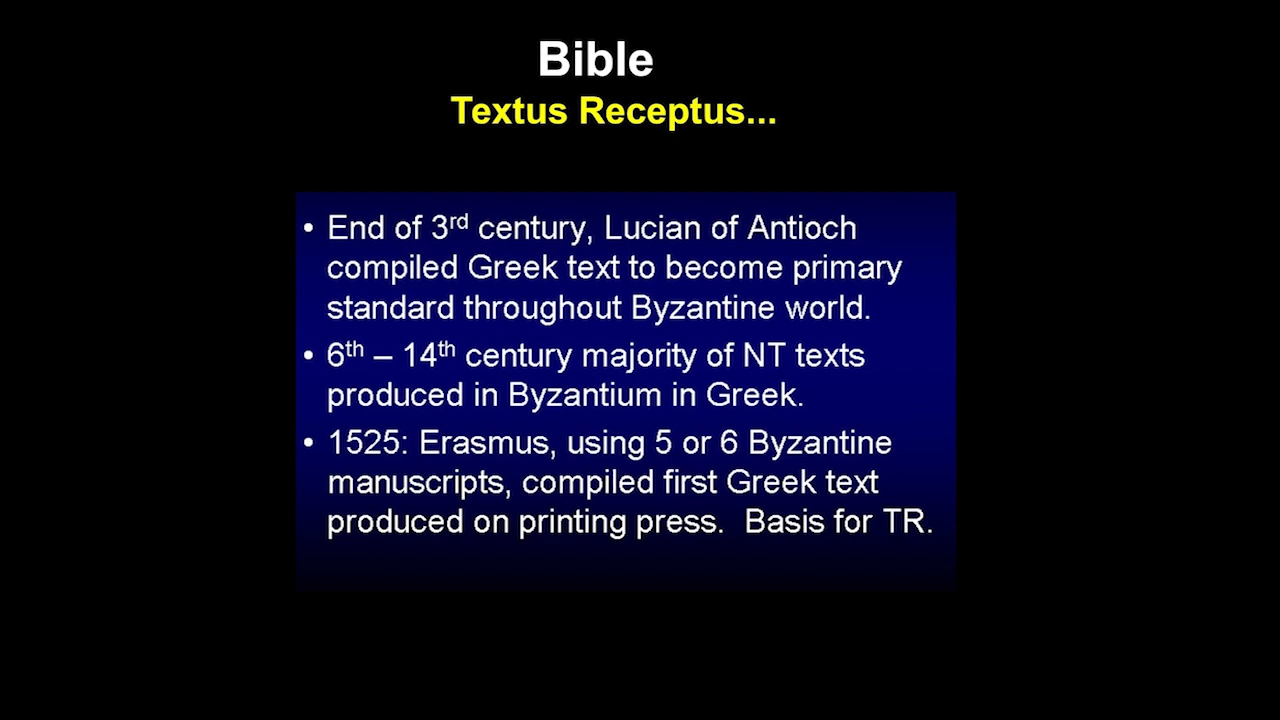 Bible
Textus Receptus...
• End of 3rd century, Lucian of Antioch
compiled Greek text to become primary
standard throughout Byzantine world.
• 6th – 14th century majority of NT texts
produced in Byzantium in Greek.
• 1525: Erasmus, using 5 or 6 Byzantine
manuscripts, compiled first Greek text
produced on printing press.  Basis for TR.